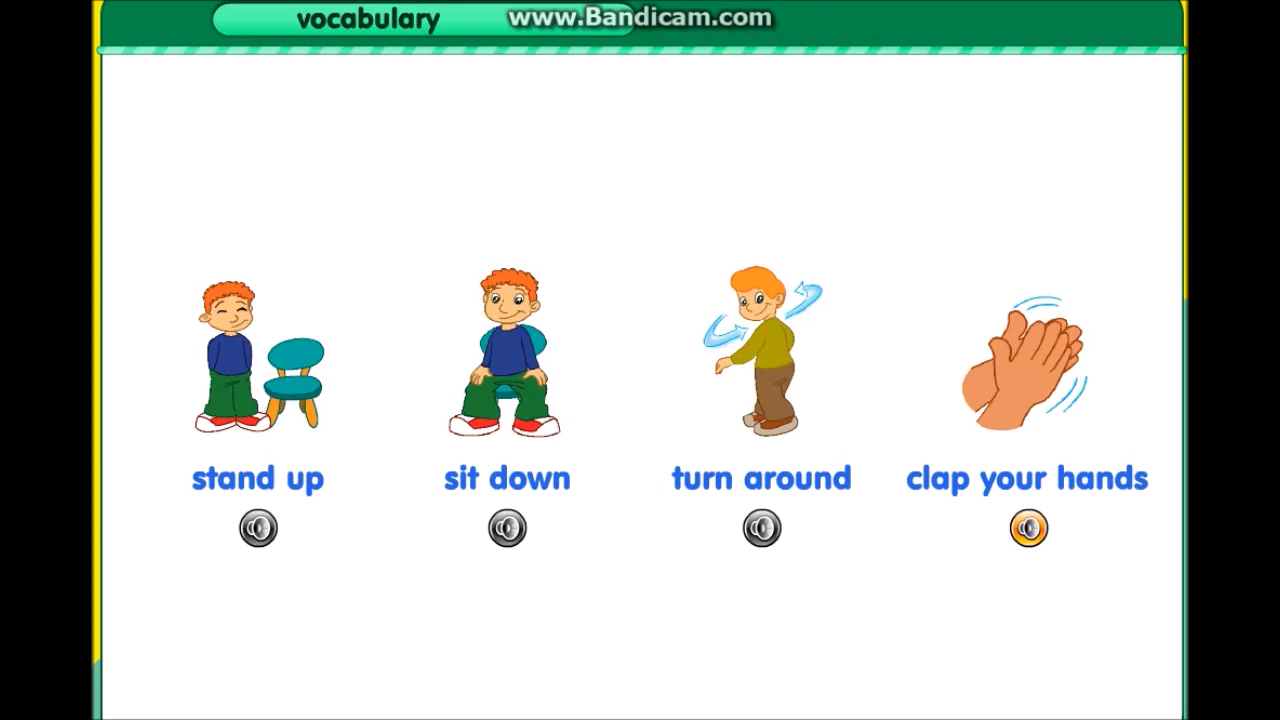 vocabulary
www.Bandicam.com
stand up
sit down
turn around
clap your hands